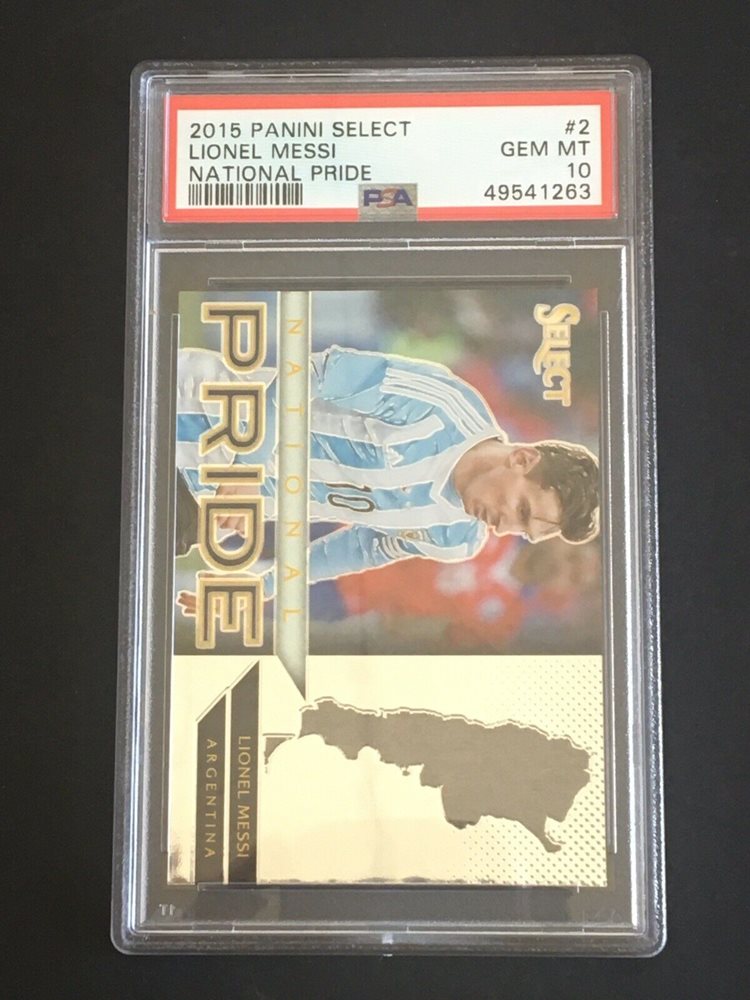 2015 PANINI SELECT #2
LIONEL MESSI GEM MT
NATIONAL PRIDE 10
PSA 49541263
SELECT
NATIONAL
PRIDE
10
LIONEL MESSI
ARGENTINA